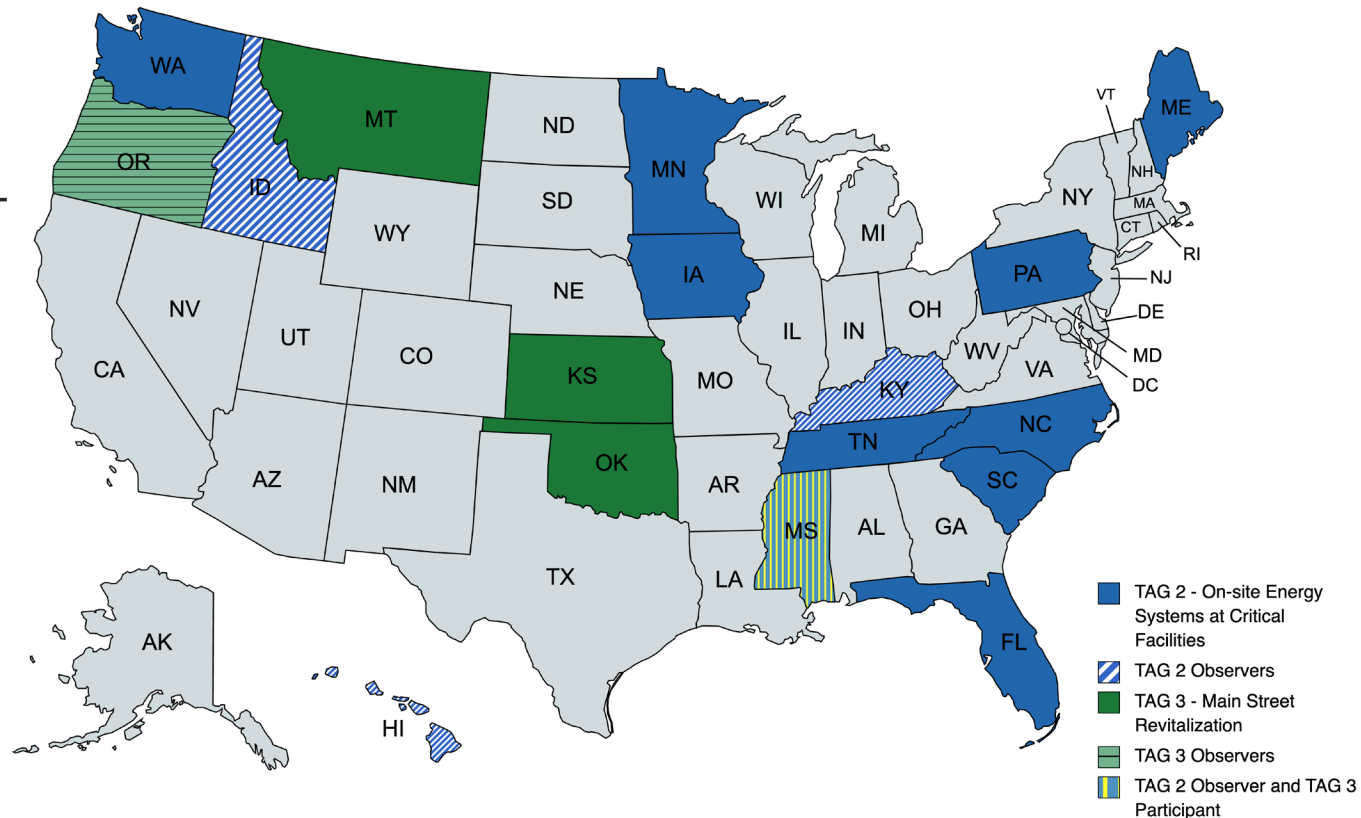 WA
MT
ND
MN
OR
ID
SD
WI
MI
VT
ME
NH
NY
MA
CT
RI
WY
IA
PA
NJ
NE
NV
UT
CO
IL
IN
OH
DE
MD
DC
WV
VA
CA
KS
MO
KY
NC
TN
OK
AZ
NM
AR
SC
MS
AL
GA
TX
LA
FL
AK
HI
TAG 2 - On-site Energy
Systems at Critical
Facilities
TAG 2 Observers
TAG 3 - Main Street
Revitalization
TAG 3 Observers
TAG 2 Observer and TAG 3
Participant